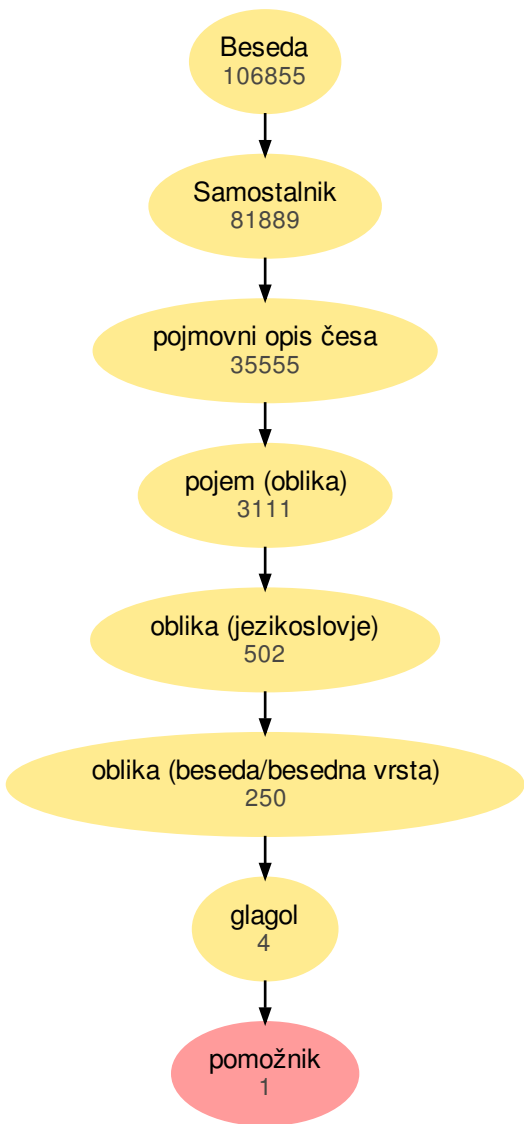 Beseda
106855
Samostalnik
81889
pojmovni opis česa
35555
pojem (oblika)
3111
oblika (jezikoslovje)
502
oblika (beseda/besedna vrsta)
250
glagol
4
pomožnik
1